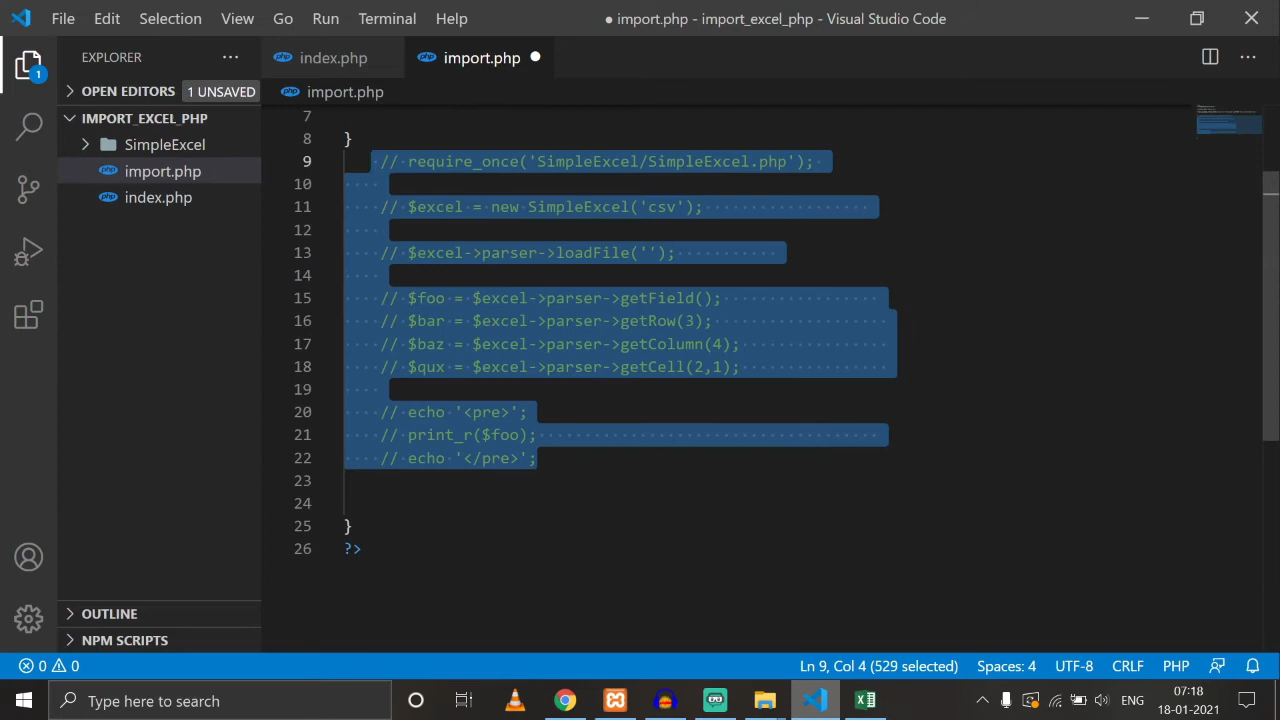 File Edit Selection View Go Run Terminal Help
● import.php - import_excel_php - Visual Studio Code
EXPLORER
index.php
import.php
OPEN EDITORS 1 UNSAVED
import.php
IMPORT_EXCEL_PHP
SimpleExcel
import.php
index.php
7
8 }
9 // require_once('SimpleExcel/SimpleExcel.php');
10
11 // $excel = new SimpleExcel('csv');
12
13 // $excel->parser->loadFile('');
14
15 // $foo = $excel->parser->getField();
16 // $bar = $excel->parser->getRow(3);
17 // $baz = $excel->parser->getColumn(4);
18 // $qux = $excel->parser->getCell(2,1);
19
20 // echo '<pre>';
21 // print_r($foo);
22 // echo '</pre>';
23
24
25 }
26 ?>
1
OUTLINE
NPM SCRIPTS
0 0 Ln 9, Col 4 (529 selected) Spaces: 4 UTF-8 CRLF PHP
Type here to search
ENG
07:18
18-01-2021